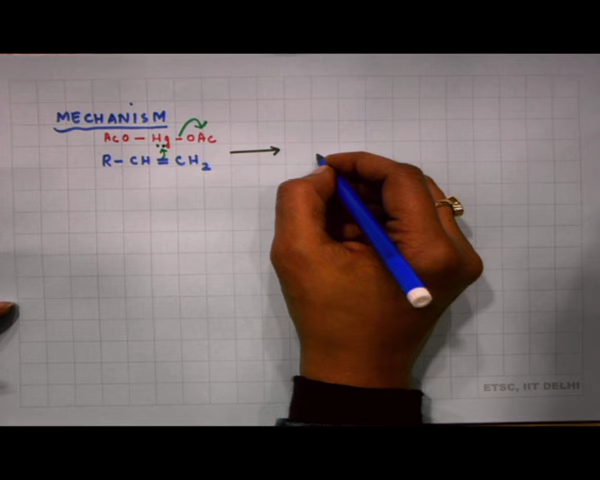 MECHANISM
AcO – Hg – OAc
R – CH = CH₂ ⟶
ETSC, IIT DELHI